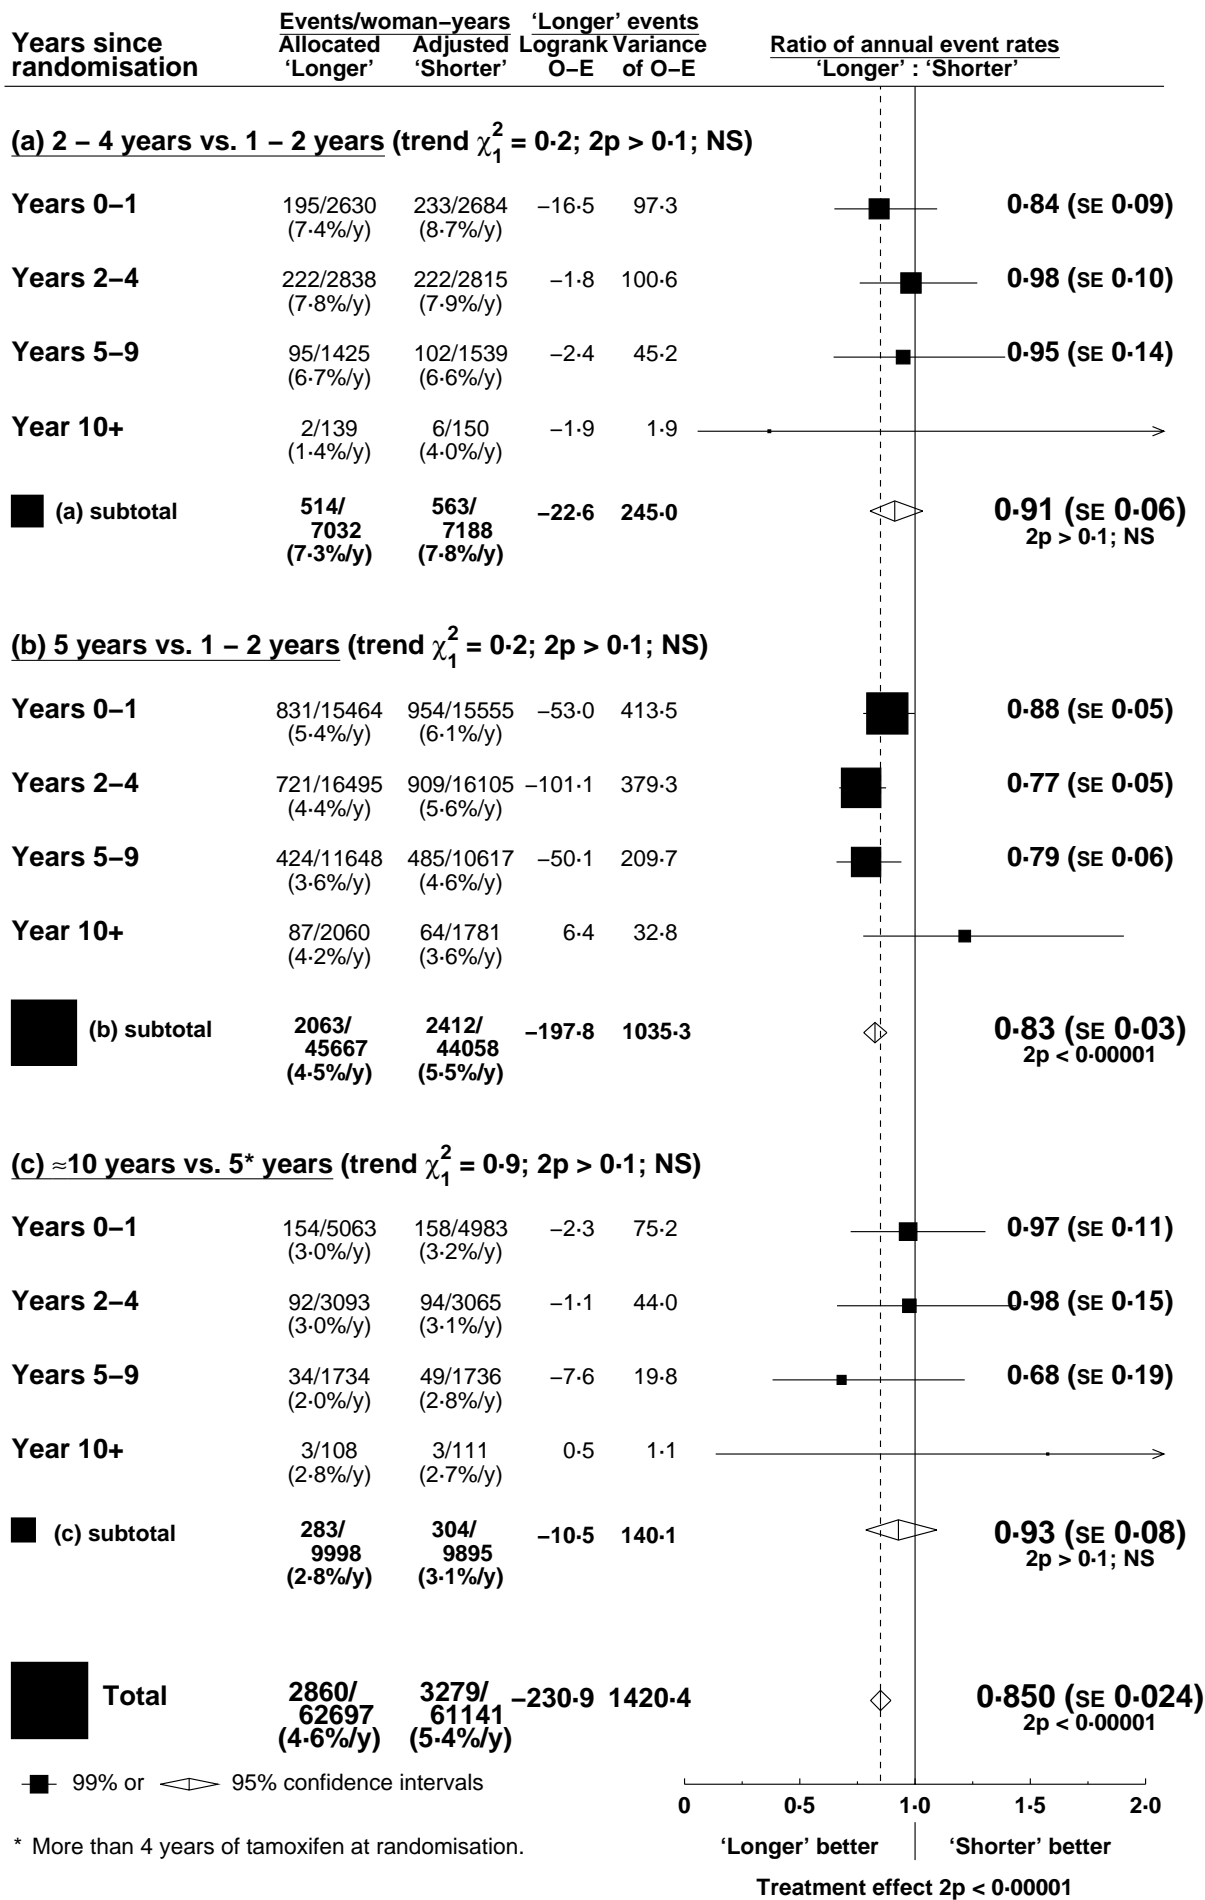 Events/woman–years ‘Longer’ events
Years since Allocated Adjusted Logrank Variance Ratio of annual event rates
randomisation ‘Longer’ ‘Shorter’ O–E of O–E ‘Longer’ : ‘Shorter’
(a) 2 – 4 years vs. 1 – 2 years (trend χ²₁ = 0·2; 2p > 0·1; NS)
Years 0–1 195/2630 233/2684 –16·5 97·3 0·84 (SE 0·09)
(7·4%/y) (8·7%/y)
Years 2–4 222/2838 222/2815 –1·8 100·6 0·98 (SE 0·10)
(7·8%/y) (7·9%/y)
Years 5–9 95/1425 102/1539 –2·4 45·2 0·95 (SE 0·14)
(6·7%/y) (6·6%/y)
Year 10+ 2/139 6/150 –1·9 1·9
(1·4%/y) (4·0%/y)
(a) subtotal 514/ 563/ –22·6 245·0 0·91 (SE 0·06)
7032 7188 2p > 0·1; NS
(7·3%/y) (7·8%/y)
(b) 5 years vs. 1 – 2 years (trend χ²₁ = 0·2; 2p > 0·1; NS)
Years 0–1 831/15464 954/15555 –53·0 413·5 0·88 (SE 0·05)
(5·4%/y) (6·1%/y)
Years 2–4 721/16495 909/16105 –101·1 379·3 0·77 (SE 0·05)
(4·4%/y) (5·6%/y)
Years 5–9 424/11648 485/10617 –50·1 209·7 0·79 (SE 0·06)
(3·6%/y) (4·6%/y)
Year 10+ 87/2060 64/1781 6·4 32·8
(4·2%/y) (3·6%/y)
(b) subtotal 2063/ 2412/ –197·8 1035·3 0·83 (SE 0·03)
45667 44058 2p < 0·00001
(4·5%/y) (5·5%/y)
(c) ≈10 years vs. 5* years (trend χ²₁ = 0·9; 2p > 0·1; NS)
Years 0–1 154/5063 158/4983 –2·3 75·2 0·97 (SE 0·11)
(3·0%/y) (3·2%/y)
Years 2–4 92/3093 94/3065 –1·1 44·0 0·98 (SE 0·15)
(3·0%/y) (3·1%/y)
Years 5–9 34/1734 49/1736 –7·6 19·8 0·68 (SE 0·19)
(2·0%/y) (2·8%/y)
Year 10+ 3/108 3/111 0·5 1·1
(2·8%/y) (2·7%/y)
(c) subtotal 283/ 304/ –10·5 140·1 0·93 (SE 0·08)
9998 9895 2p > 0·1; NS
(2·8%/y) (3·1%/y)
Total 2860/ 3279/ –230·9 1420·4 0·850 (SE 0·024)
62697 61141 2p < 0·00001
(4·6%/y) (5·4%/y)
99% or 95% confidence intervals
0 0·5 1·0 1·5 2·0
* More than 4 years of tamoxifen at randomisation. ‘Longer’ better ‘Shorter’ better
Treatment effect 2p < 0·00001